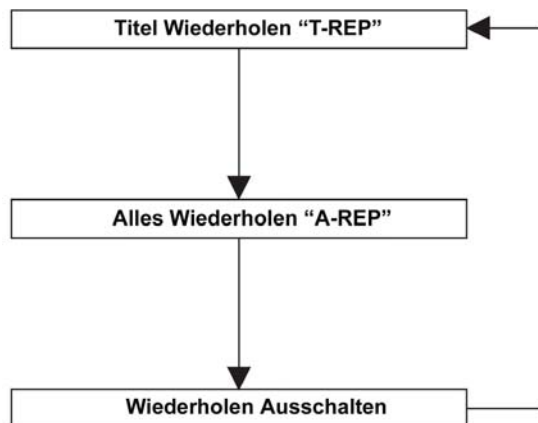 Titel Wiederholen “T-REP”
Alles Wiederholen “A-REP”
Wiederholen Ausschalten